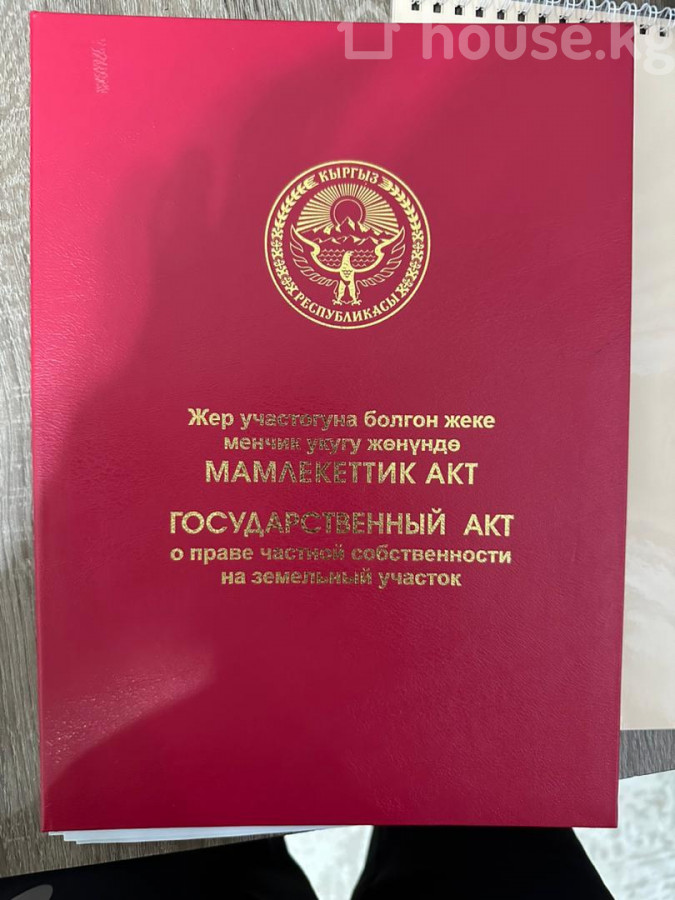 house.kg
КЫРГЫЗ
РЕСПУБЛИКАСЫ
Жер участогуна болгон жеке
менчик укугу жөнүндө
МАМЛЕКЕТТИК АКТ
ГОСУДАРСТВЕННЫЙ АКТ
о праве частной собственности
на земельный участок